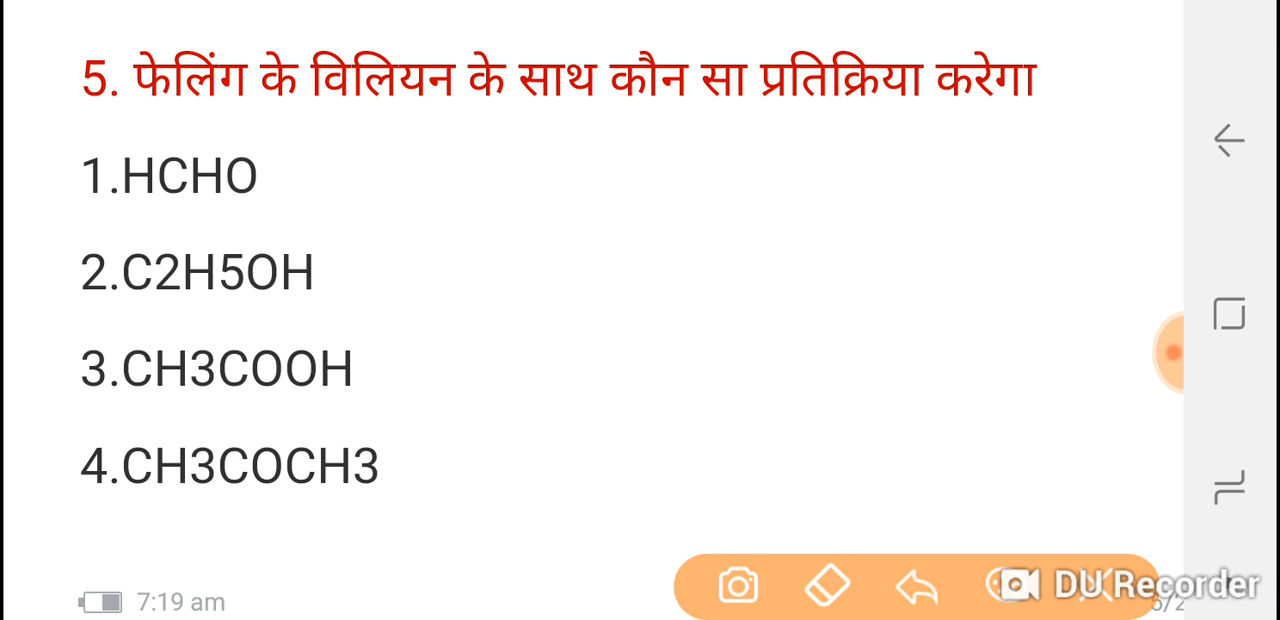 5. फेलिंग के विलियन के साथ कौन सा प्रतिक्रिया करेगा
1.HCHO
2.C2H5OH
3.CH3COOH
4.CH3COCH3
7:19 am
DU Recorder